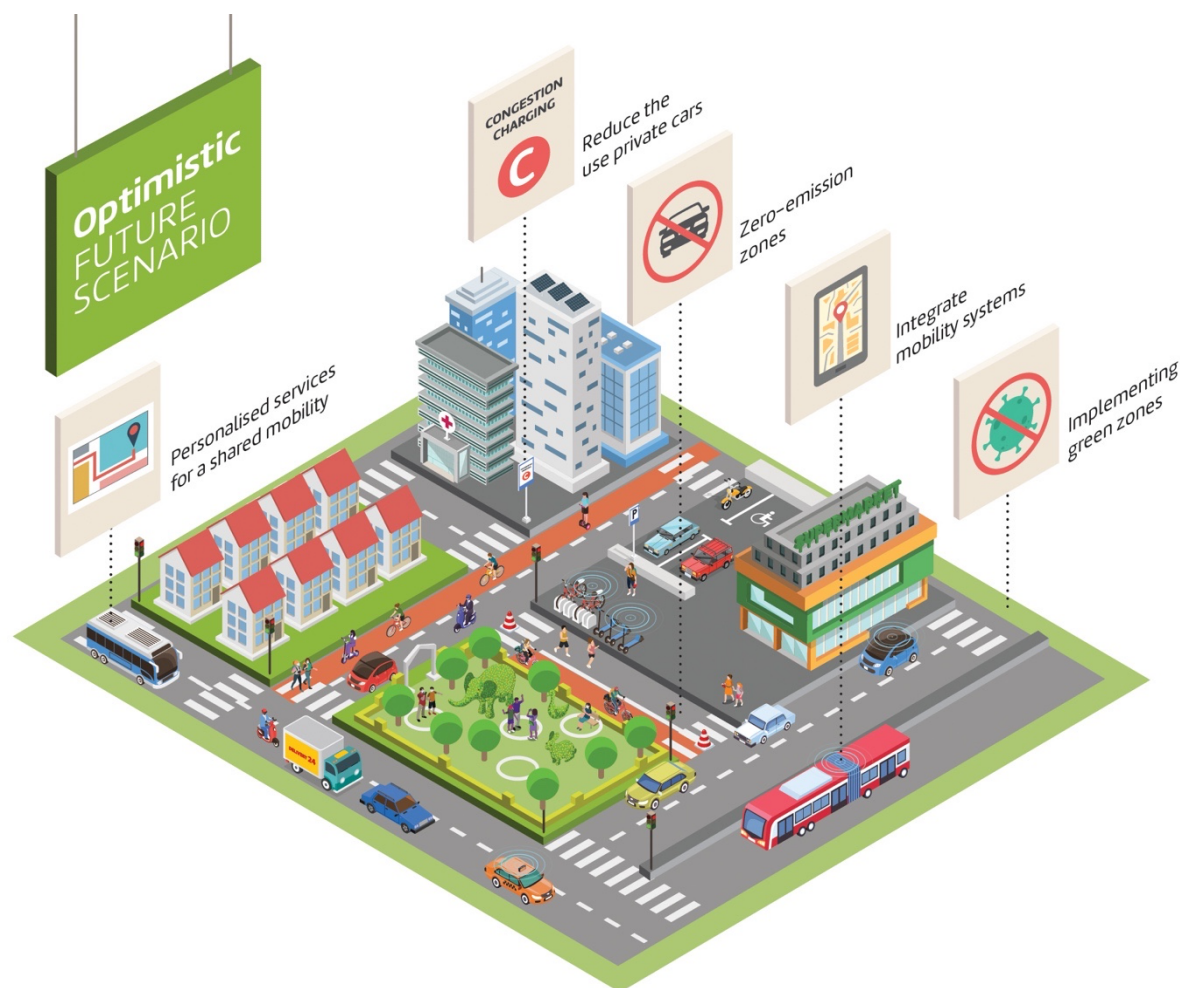 Optimistic
FUTURE
SCENARIO
CONGESTION
CHARGING
C
Reduce the
use private cars
Zero-emission
zones
Integrate
mobility systems
Implementing
green zones
Personalised services
for a shared mobility
P
SUPERMARKET
24